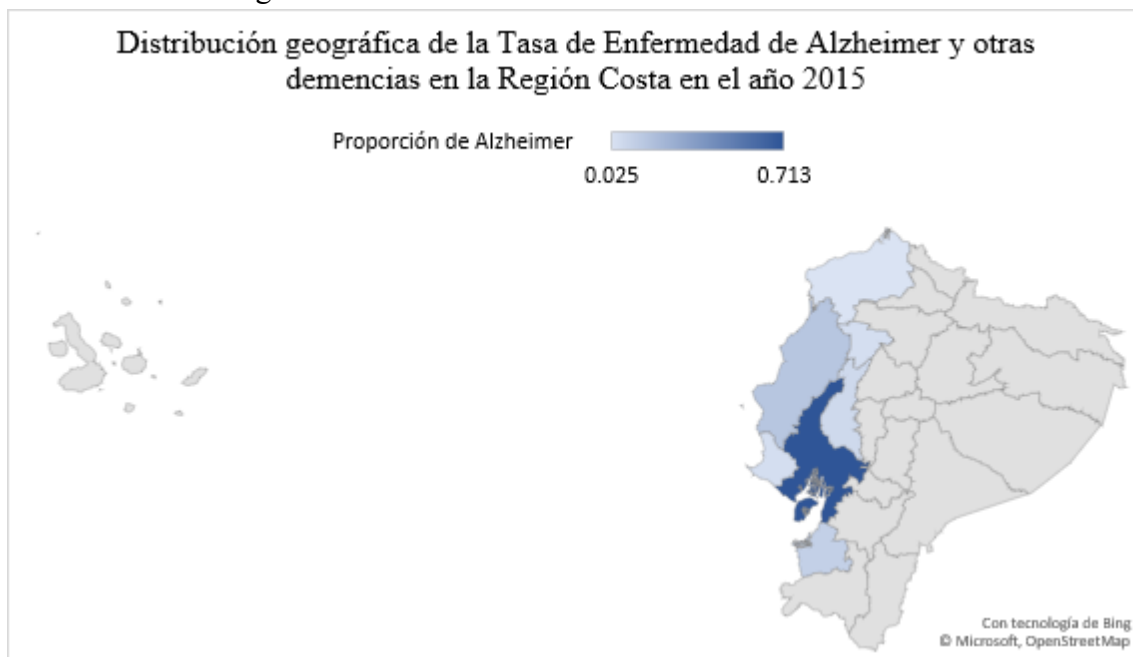 Distribución geográfica de la Tasa de Enfermedad de Alzheimer y otras
demencias en la Región Costa en el año 2015
Proporción de Alzheimer
0.025 0.713
Con tecnología de Bing
© Microsoft, OpenStreetMap